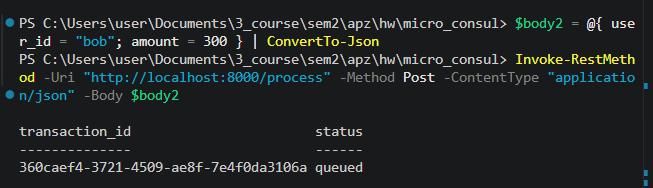 PS C:\Users\user\Documents\3_course\sem2\apz\hw\micro_consul> $body2 = @{ use
r_id = "bob"; amount = 300 } | ConvertTo-Json
PS C:\Users\user\Documents\3_course\sem2\apz\hw\micro_consul> Invoke-RestMeth
od -Uri "http://localhost:8000/process" -Method Post -ContentType "applicatio
n/json" -Body $body2
transaction_id                       status
--------------                       ------
360caef4-3721-4509-ae8f-7e4f0da3106a queued